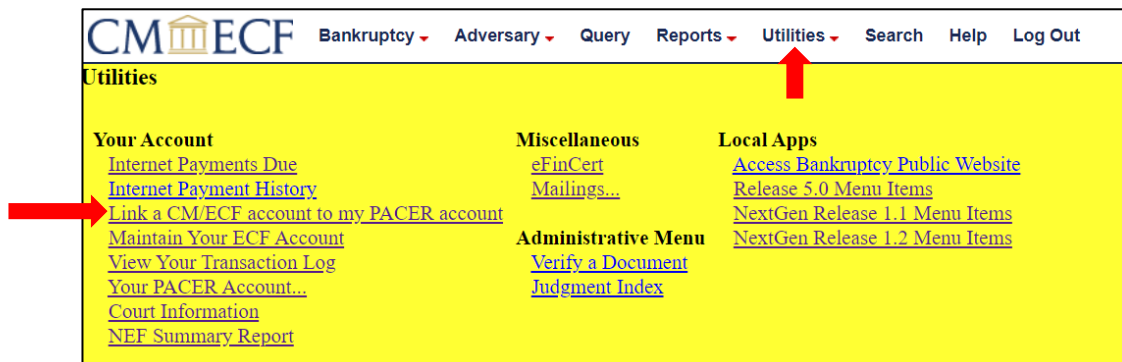 CM ECF Bankruptcy Adversary Query Reports Utilities Search Help Log Out
Utilities
Your Account
Internet Payments Due
Internet Payment History
Link a CM/ECF account to my PACER account
Maintain Your ECF Account
View Your Transaction Log
Your PACER Account...
Court Information
NEF Summary Report
Miscellaneous
eFinCert
Mailings...
Administrative Menu
Verify a Document
Judgment Index
Local Apps
Access Bankruptcy Public Website
Release 5.0 Menu Items
NextGen Release 1.1 Menu Items
NextGen Release 1.2 Menu Items